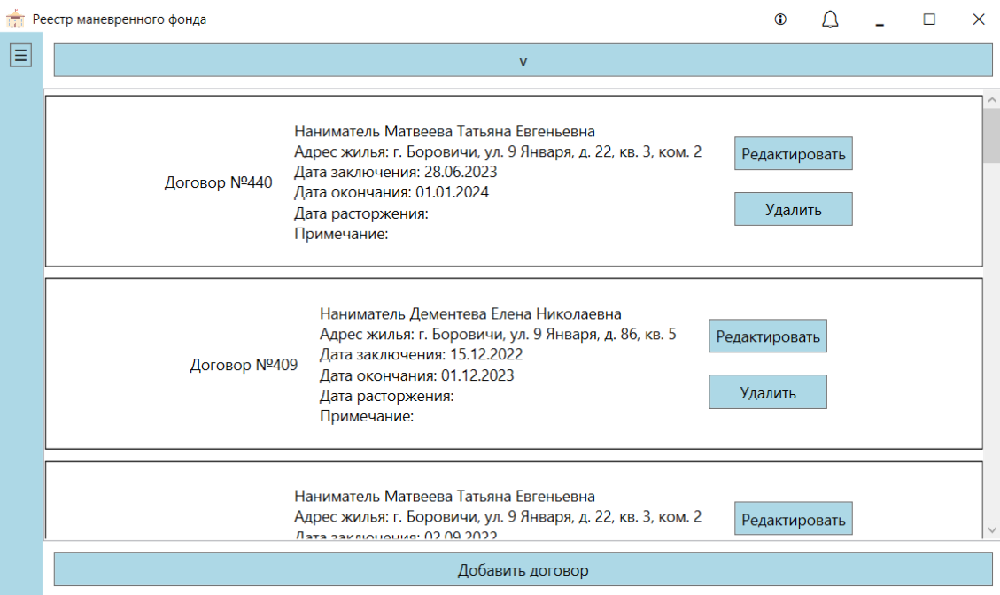 Реестр маневренного фонда
v
Договор №440
Наниматель Матвеева Татьяна Евгеньевна
Адрес жилья: г. Боровичи, ул. 9 Января, д. 22, кв. 3, ком. 2
Дата заключения: 28.06.2023
Дата окончания: 01.01.2024
Дата расторжения:
Примечание:
Редактировать
Удалить
Договор №409
Наниматель Дементева Елена Николаевна
Адрес жилья: г. Боровичи, ул. 9 Января, д. 86, кв. 5
Дата заключения: 15.12.2022
Дата окончания: 01.12.2023
Дата расторжения:
Примечание:
Редактировать
Удалить
Наниматель Матвеева Татьяна Евгеньевна
Адрес жилья: г. Боровичи, ул. 9 Января, д. 22, кв. 3, ком. 2
Дата заключения: 02.09.2022
Редактировать
Добавить договор